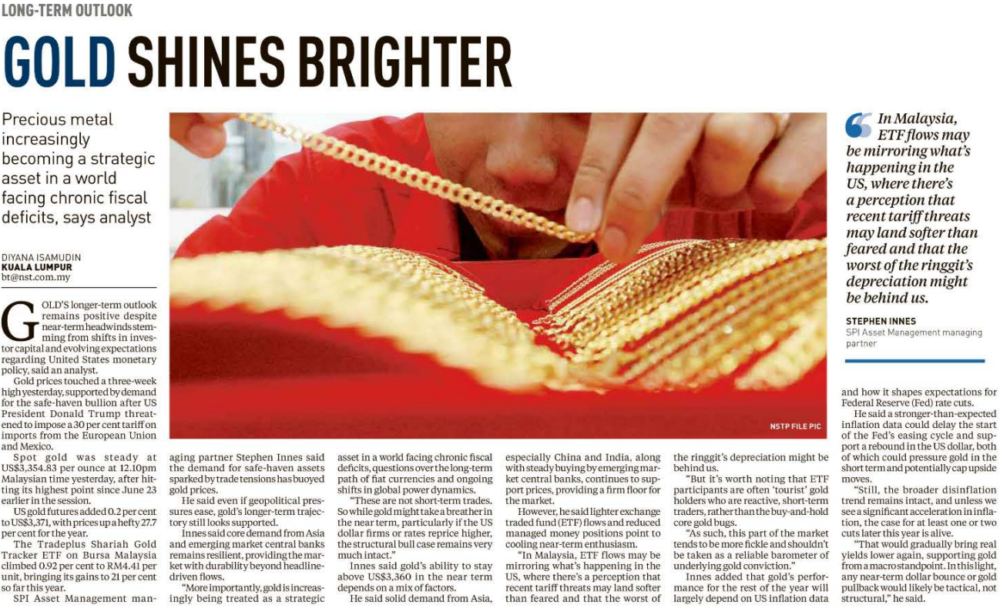 LONG-TERM OUTLOOK
GOLD SHINES BRIGHTER
Precious metal
increasingly
becoming a strategic
asset in a world
facing chronic fiscal
deficits, says analyst
DIYANA ISAMUDIN
KUALA LUMPUR
bt@nst.com.my
GOLD'S longer-term outlook
remains positive despite
near-term headwinds stem-
ming from shifts in inves-
tor capital and evolving expectations
regarding United States monetary
policy, said an analyst.
Gold prices touched a three-week
high yesterday, supported by demand
for the safe-haven bullion after US
President Donald Trump threat-
ened to impose a 30 per cent tariff on
imports from the European Union
and Mexico.
Spot gold was steady at
US$3,354.83 per ounce at 12.10pm
Malaysian time yesterday, after hit-
ting its highest point since June 23
earlier in the session.
US gold futures added 0.2 per cent
to US$3,371, with prices up a hefty 27.7
per cent for the year.
The Tradeplus Shariah Gold
Tracker ETF on Bursa Malaysia
climbed 0.92 per cent to RM4.41 per
unit, bringing its gains to 21 per cent
so far this year.
SPI Asset Management man-
NSTP FILE PIC
aging partner Stephen Innes said
the demand for safe-haven assets
sparked by trade tensions has buoyed
gold prices.
He said even if geopolitical pres-
sures ease, gold's longer-term trajec-
tory still looks supported.
Innes said core demand from Asia
and emerging market central banks
remains resilient, providing the mar-
ket with durability beyond headline-
driven flows.
"More importantly, gold is increas-
ingly being treated as a strategic
asset in a world facing chronic fiscal
deficits, questions over the long-term
path of fiat currencies and ongoing
shifts in global power dynamics.
"These are not short-term trades.
So while gold might take a breather in
the near term, particularly if the US
dollar firms or rates reprice higher,
the structural bull case remains very
much intact."
Innes said gold's ability to stay
above US$3,360 in the near term
depends on a mix of factors.
He said solid demand from Asia,
especially China and India, along
with steady buying by emerging mar-
ket central banks, continues to sup-
port prices, providing a firm floor for
the market.
However, he said lighter exchange
traded fund (ETF) flows and reduced
managed money positions point to
cooling near-term enthusiasm.
"In Malaysia, ETF flows may be
mirroring what's happening in the
US, where there's a perception that
recent tariff threats may land softer
than feared and that the worst of
the ringgit's depreciation might be
behind us.
"But it's worth noting that ETF
participants are often 'tourist' gold
holders who are reactive, short-term
traders, rather than the buy-and-hold
core gold bugs.
"As such, this part of the market
tends to be more fickle and shouldn't
be taken as a reliable barometer of
underlying gold conviction."
Innes added that gold's perfor-
mance for the rest of the year will
largely depend on US inflation data
In Malaysia,
ETF flows may
be mirroring what's
happening in the
US, where there's
a perception that
recent tariff threats
may land softer than
feared and that the
worst of the ringgit's
depreciation might
be behind us.
STEPHEN INNES
SPI Asset Management managing
partner
and how it shapes expectations for
Federal Reserve (Fed) rate cuts.
He said a stronger-than-expected
inflation data could delay the start
of the Fed's easing cycle and sup-
port a rebound in the US dollar, both
of which could pressure gold in the
short term and potentially cap upside
moves.
"Still, the broader disinflation
trend remains intact, and unless we
see a significant acceleration in infla-
tion, the case for at least one or two
cuts later this year is alive.
"That would gradually bring real
yields lower again, supporting gold
from a macro standpoint. In this light,
any near-term dollar bounce or gold
pullback would likely be tactical, not
structural," he said.